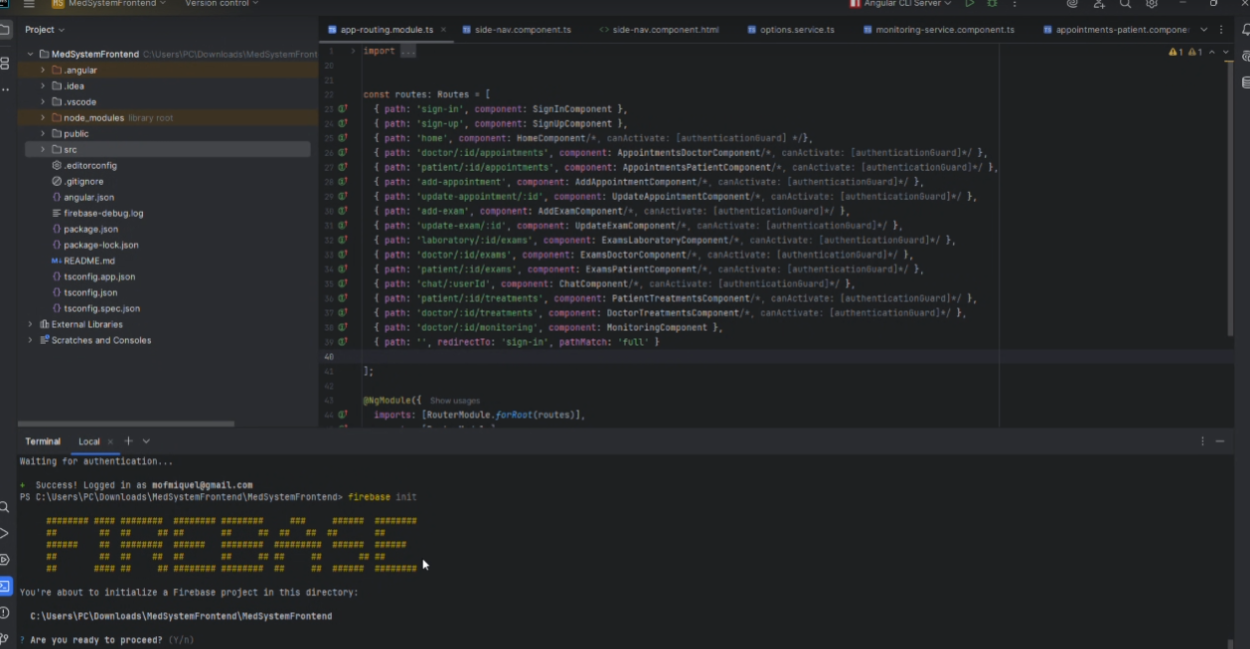 MS MedSystemFrontend Version control Angular CLI Server
Project
app-routing.module.ts side-nav.component.ts side-nav.component.html options.service.ts monitoring-service.component.ts appointments-patient.compone
MedSystemFrontend C:\Users\PC\Downloads\MedSystemFront
.angular
.idea
.vscode
node_modules library root
public
src
.editorconfig
.gitignore
angular.json
firebase-debug.log
package.json
package-lock.json
README.md
tsconfig.app.json
tsconfig.json
tsconfig.spec.json
External Libraries
Scratches and Consoles
1 import ...
20
21
22 const routes: Routes = [
23 { path: 'sign-in', component: SignInComponent },
24 { path: 'sign-up', component: SignUpComponent },
25 { path: 'home', component: HomeComponent/*, canActivate: [authenticationGuard] */},
26 { path: 'doctor/:id/appointments', component: AppointmentsDoctorComponent/*, canActivate: [authenticationGuard]*/ },
27 { path: 'patient/:id/appointments', component: AppointmentsPatientComponent/*, canActivate: [authenticationGuard]*/ },
28 { path: 'add-appointment', component: AddAppointmentComponent/*, canActivate: [authenticationGuard]*/ },
29 { path: 'update-appointment/:id', component: UpdateAppointmentComponent/*, canActivate: [authenticationGuard]*/ },
30 { path: 'add-exam', component: AddExamComponent/*, canActivate: [authenticationGuard]*/ },
31 { path: 'update-exam/:id', component: UpdateExamComponent/*, canActivate: [authenticationGuard]*/ },
32 { path: 'laboratory/:id/exams', component: ExamsLaboratoryComponent/*, canActivate: [authenticationGuard]*/ },
33 { path: 'doctor/:id/exams', component: ExamsDoctorComponent/*, canActivate: [authenticationGuard]*/ },
34 { path: 'patient/:id/exams', component: ExamsPatientComponent/*, canActivate: [authenticationGuard]*/ },
35 { path: 'chat/:userId', component: ChatComponent/*, canActivate: [authenticationGuard]*/ },
36 { path: 'patient/:id/treatments', component: PatientTreatmentsComponent/*, canActivate: [authenticationGuard]*/ },
37 { path: 'doctor/:id/treatments', component: DoctorTreatmentsComponent/*, canActivate: [authenticationGuard]*/ },
38 { path: 'doctor/:id/monitoring', component: MonitoringComponent },
39 { path: '', redirectTo: 'sign-in', pathMatch: 'full' }
40
41 ];
42
43 @NgModule({ Show usages
44 imports: [RouterModule.forRoot(routes)],
1 1
Terminal Local
Waiting for authentication...
+ Success! Logged in as mofmiquel@gmail.com
PS C:\Users\PC\Downloads\MedSystemFrontend\MedSystemFrontend> firebase init
FIREBASE
You're about to initialize a Firebase project in this directory:
C:\Users\PC\Downloads\MedSystemFrontend\MedSystemFrontend
? Are you ready to proceed? (Y/n)